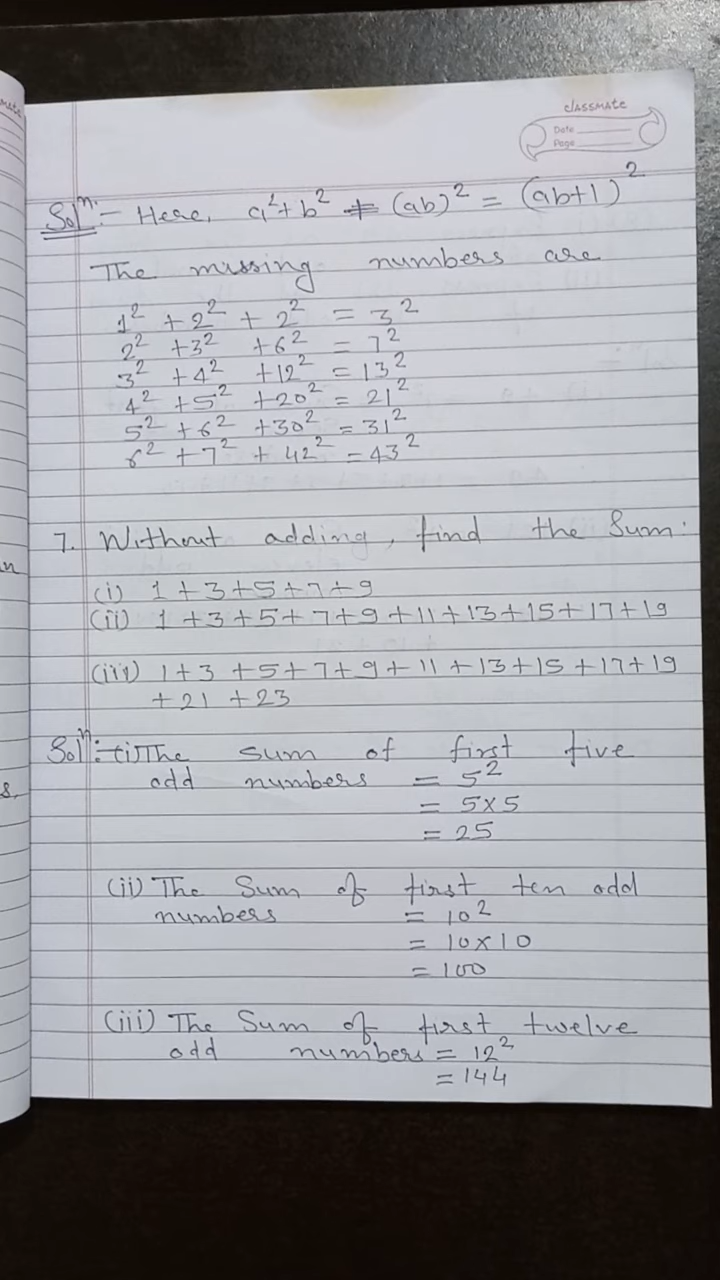 classmate
Date
Page
Solⁿ:- Here, a²+b² + (ab)² = (ab+1)²
The missing numbers are
1² + 2² + 2² = 3²
2² + 3² + 6² = 7²
3² + 4² + 12² = 13²
4² + 5² + 20² = 21²
5² + 6² + 30² = 31²
6² + 7² + 42² = 43²
7. Without adding, find the Sum:
(i) 1+3+5+7+9
(ii) 1+3+5+7+9+11+13+15+17+19
(iii) 1+3+5+7+9+11+13+15+17+19
+21+23
Solⁿ:-(i) The sum of first five
odd numbers = 5²
= 5×5
= 25
(ii) The Sum of first ten odd
numbers = 10²
= 10×10
= 100
(iii) The Sum of first twelve
odd numbers = 12²
= 144